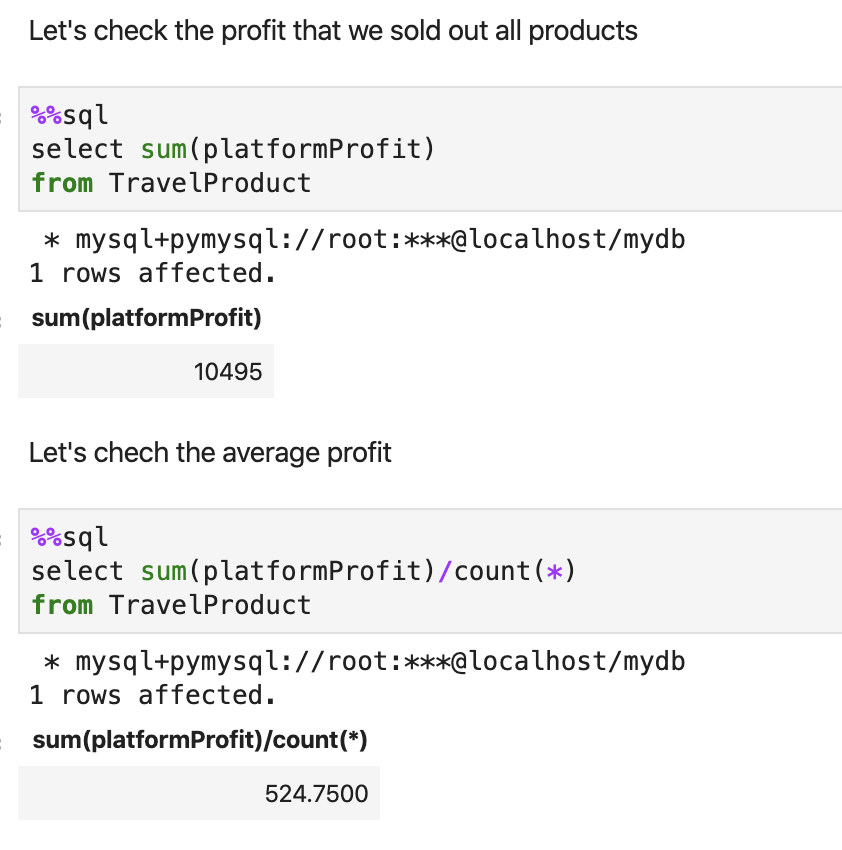 Let's check the profit that we sold out all products
%%sql
select sum(platformProfit)
from TravelProduct
* mysql+pymysql://root:***@localhost/mydb
1 rows affected.
sum(platformProfit)
10495
Let's chech the average profit
%%sql
select sum(platformProfit)/count(*)
from TravelProduct
* mysql+pymysql://root:***@localhost/mydb
1 rows affected.
sum(platformProfit)/count(*)
524.7500